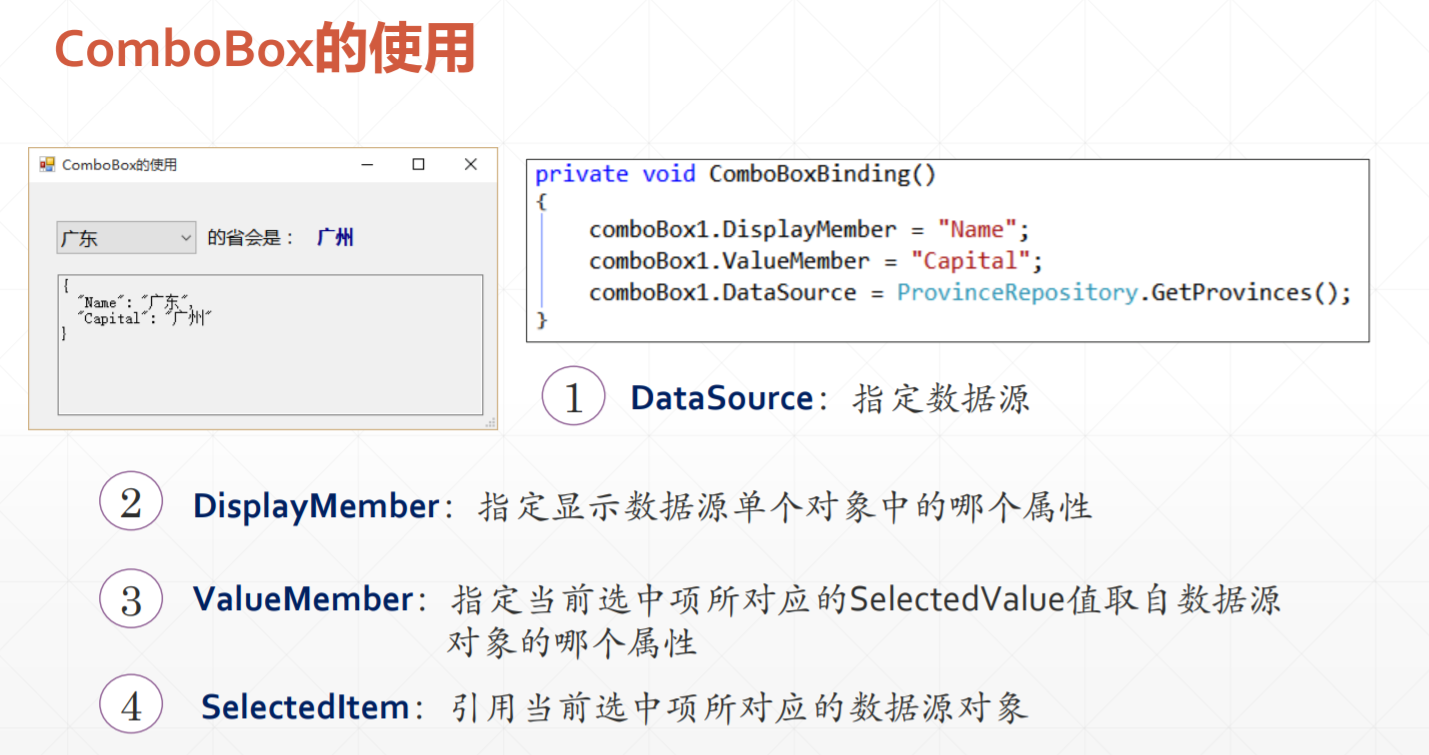 ComboBox的使用
ComboBox的使用
广东 的省会是： 广州
{
"Name": "广东",
"Capital": "广州"
}
private void ComboBoxBinding()
{
comboBox1.DisplayMember = "Name";
comboBox1.ValueMember = "Capital";
comboBox1.DataSource = ProvinceRepository.GetProvinces();
}
1 DataSource：指定数据源
2 DisplayMember：指定显示数据源单个对象中的哪个属性
3 ValueMember：指定当前选中项所对应的SelectedValue值取自数据源
对象的哪个属性
4 SelectedItem：引用当前选中项所对应的数据源对象